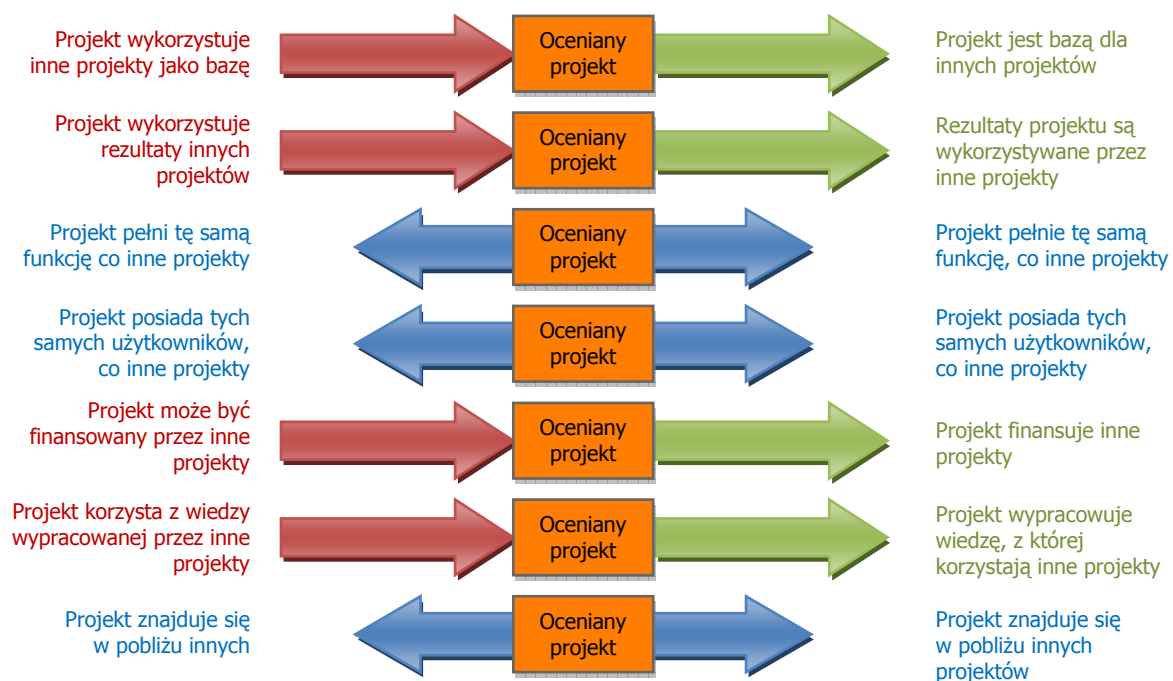 Projekt wykorzystuje
inne projekty jako bazę
Oceniany
projekt
Projekt jest bazą dla
innych projektów
Projekt wykorzystuje
rezultaty innych
projektów
Oceniany
projekt
Rezultaty projektu są
wykorzystywane przez
inne projekty
Projekt pełni tę samą
funkcję co inne projekty
Oceniany
projekt
Projekt pełnie tę samą
funkcję, co inne projekty
Projekt posiada tych
samych użytkowników,
co inne projekty
Oceniany
projekt
Projekt posiada tych
samych użytkowników,
co inne projekty
Projekt może być
finansowany przez inne
projekty
Oceniany
projekt
Projekt finansuje inne
projekty
Projekt korzysta z wiedzy
wypracowanej przez inne
projekty
Oceniany
projekt
Projekt wypracowuje
wiedzę, z której
korzystają inne projekty
Projekt znajduje się
w pobliżu innych
Oceniany
projekt
Projekt znajduje się
w pobliżu innych
projektów